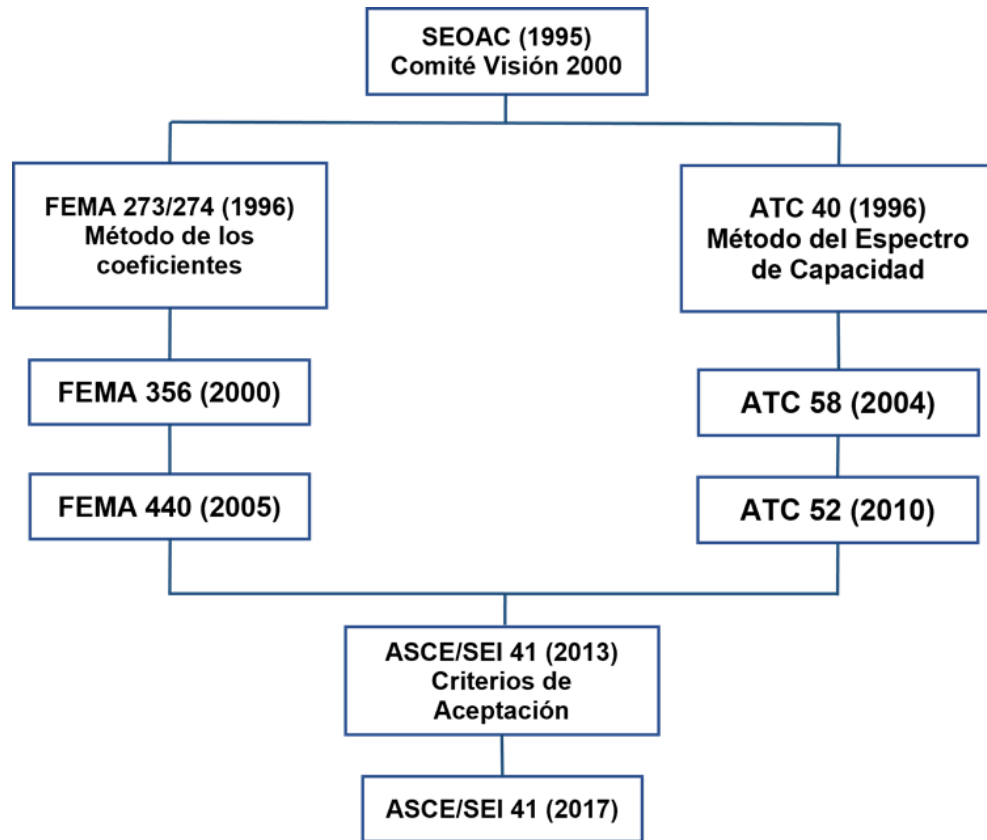 SEOAC (1995)
Comité Visión 2000
FEMA 273/274 (1996)
Método de los
coeficientes
ATC 40 (1996)
Método del Espectro
de Capacidad
FEMA 356 (2000)
ATC 58 (2004)
FEMA 440 (2005)
ATC 52 (2010)
ASCE/SEI 41 (2013)
Criterios de
Aceptación
ASCE/SEI 41 (2017)